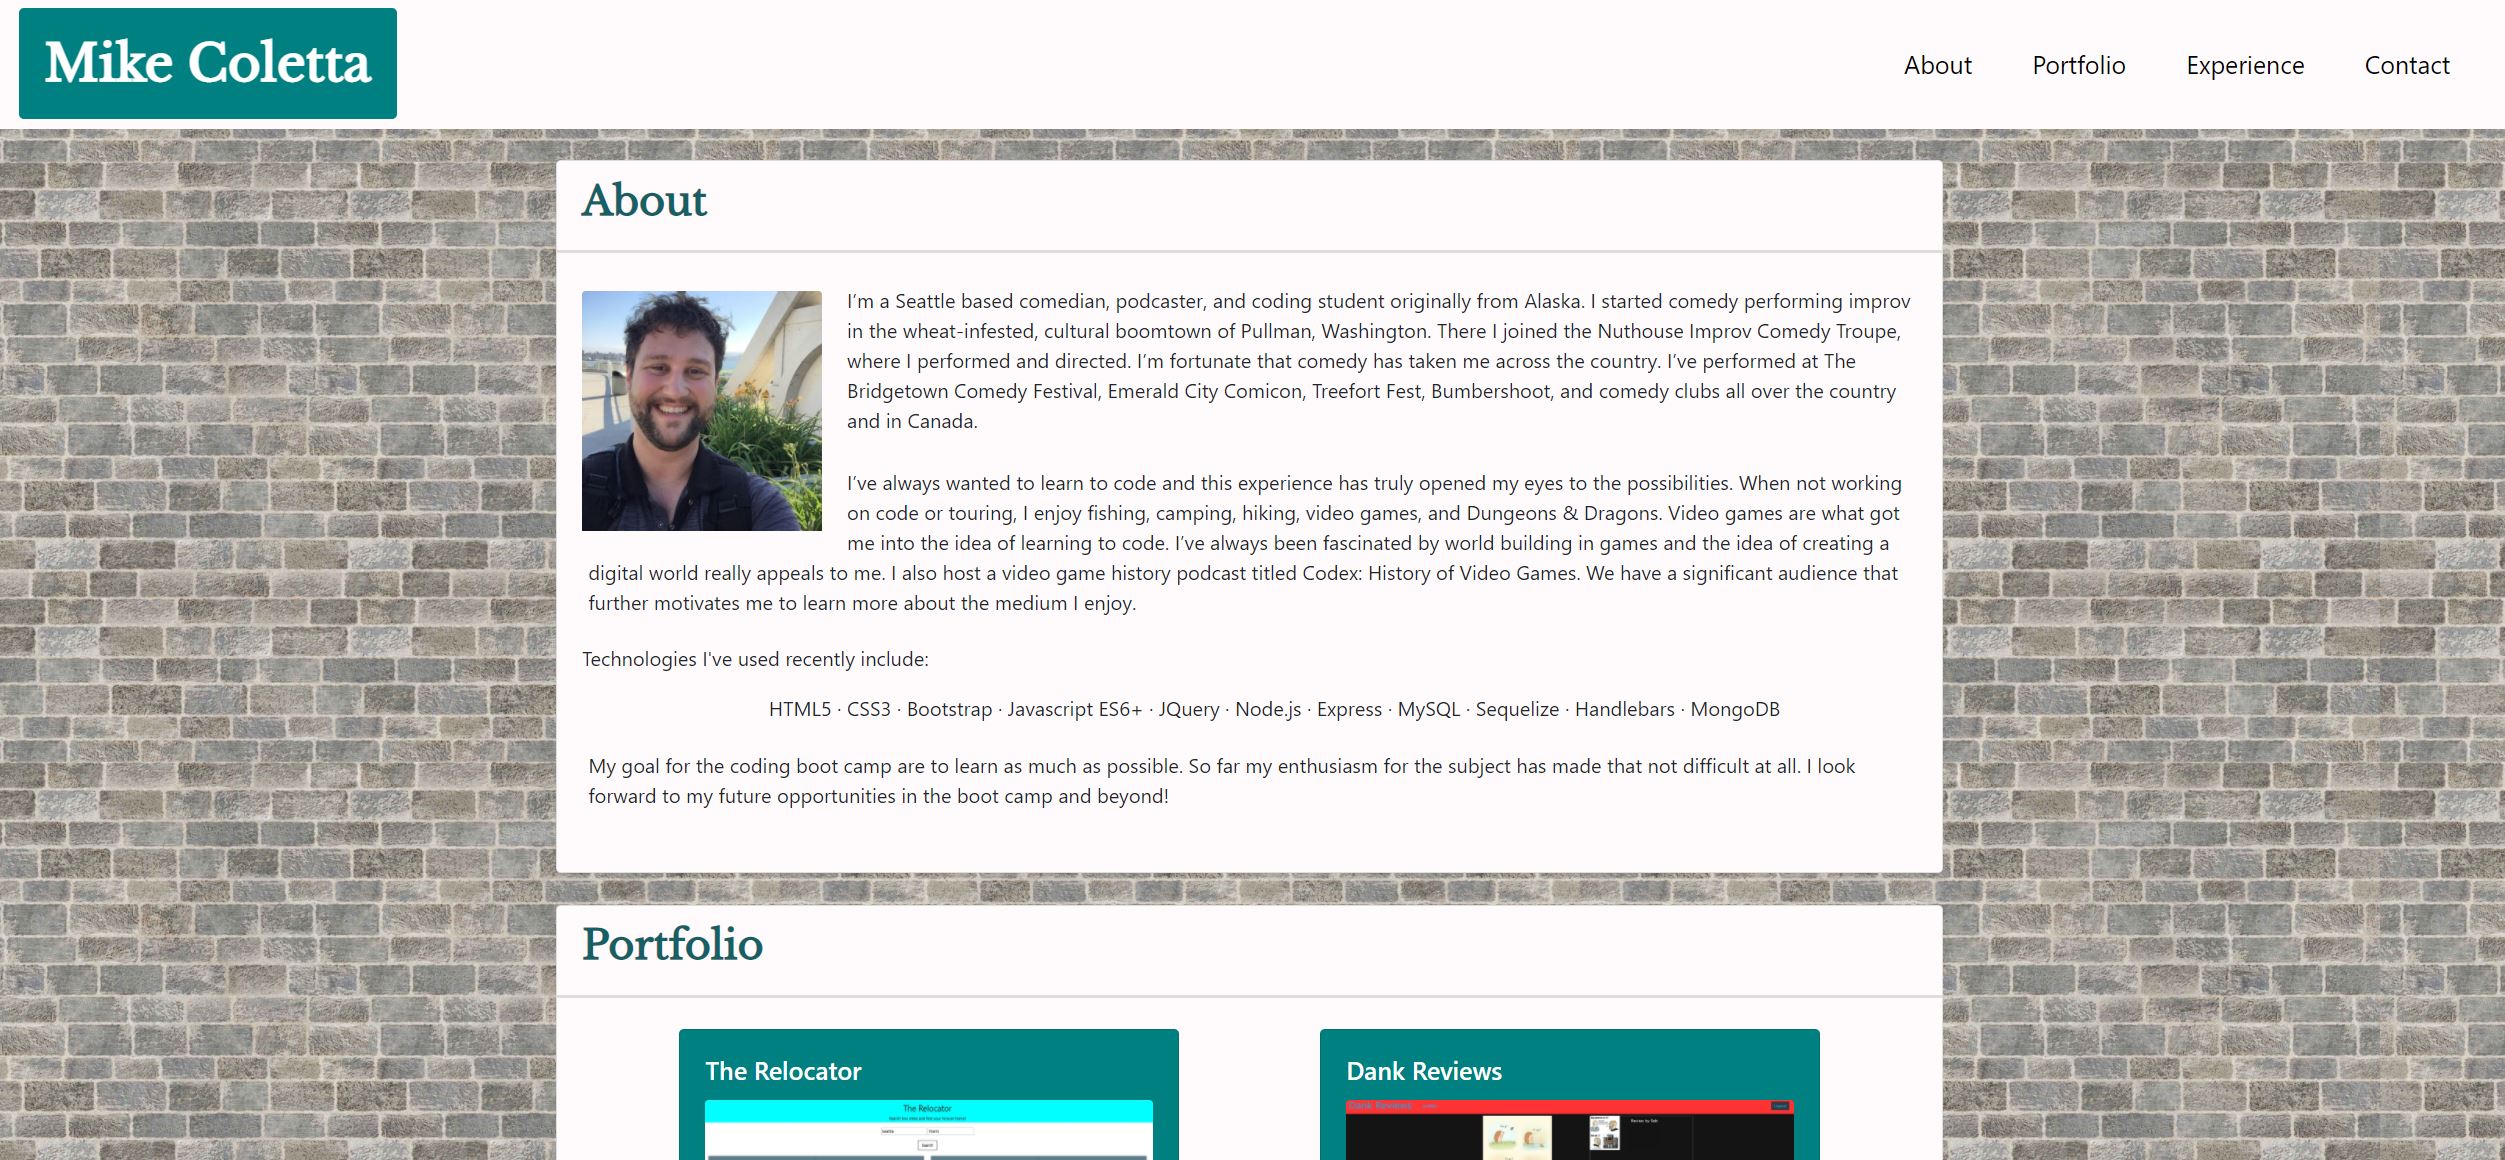 Mike Coletta
About Portfolio Experience Contact
About
I’m a Seattle based comedian, podcaster, and coding student originally from Alaska. I started comedy performing improv
in the wheat-infested, cultural boomtown of Pullman, Washington. There I joined the Nuthouse Improv Comedy Troupe,
where I performed and directed. I’m fortunate that comedy has taken me across the country. I’ve performed at The
Bridgetown Comedy Festival, Emerald City Comicon, Treefort Fest, Bumbershoot, and comedy clubs all over the country
and in Canada.
I’ve always wanted to learn to code and this experience has truly opened my eyes to the possibilities. When not working
on code or touring, I enjoy fishing, camping, hiking, video games, and Dungeons & Dragons. Video games are what got
me into the idea of learning to code. I’ve always been fascinated by world building in games and the idea of creating a
digital world really appeals to me. I also host a video game history podcast titled Codex: History of Video Games. We have a significant audience that
further motivates me to learn more about the medium I enjoy.
Technologies I've used recently include:
HTML5 · CSS3 · Bootstrap · Javascript ES6+ · JQuery · Node.js · Express · MySQL · Sequelize · Handlebars · MongoDB
My goal for the coding boot camp are to learn as much as possible. So far my enthusiasm for the subject has made that not difficult at all. I look
forward to my future opportunities in the boot camp and beyond!
Portfolio
The Relocator
The Relocator
Seattle
Search
Dank Reviews
Dank Reviews